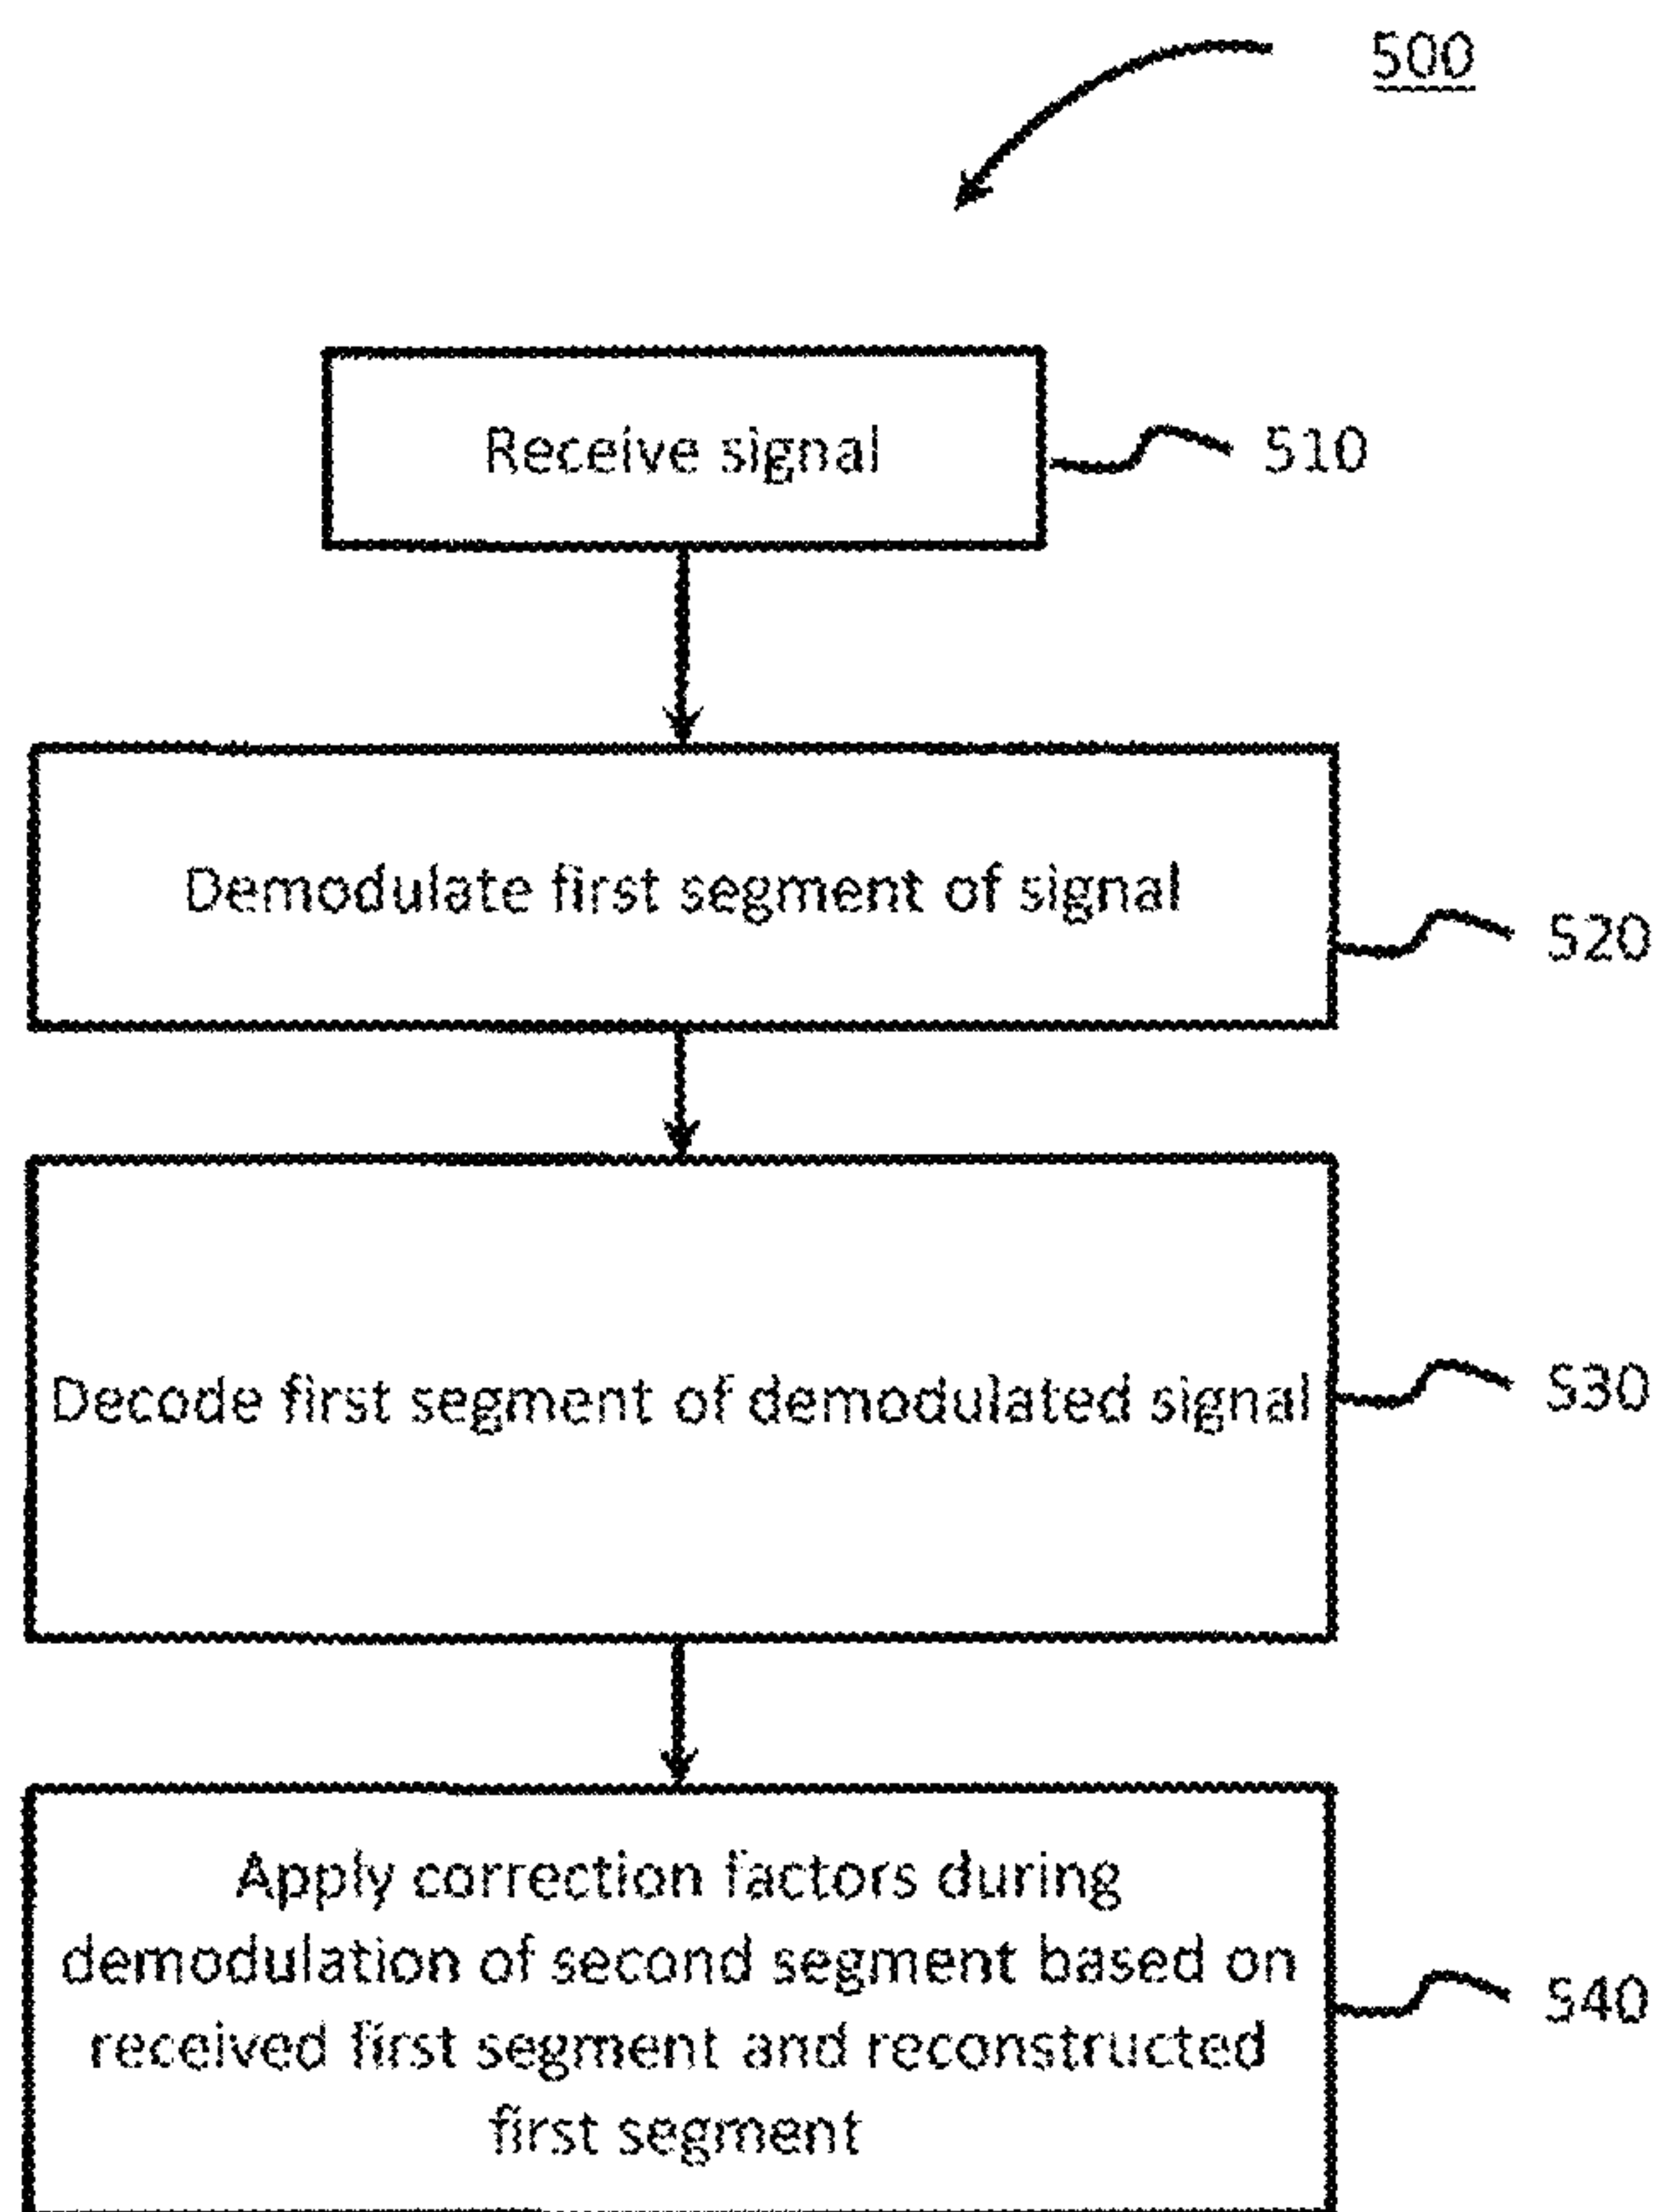 500
Receive signal
510
Demodulate first segment of signal
520
Decode first segment of demodulated signal
530
Apply correction factors during
demodulation of second segment based on
received first segment and reconstructed
first segment
540